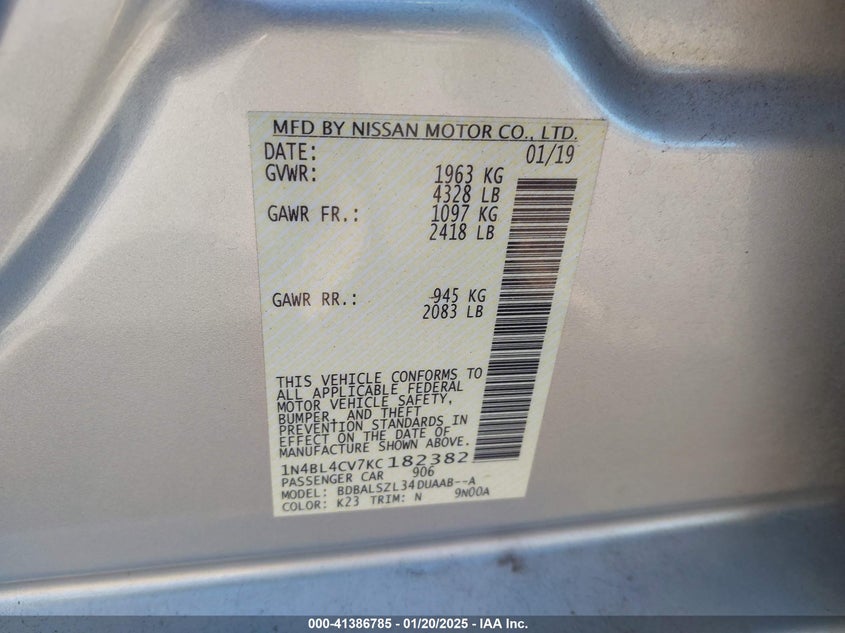 MFD BY NISSAN MOTOR CO., LTD.
DATE: 01/19
GVWR: 1963 KG
4328 LB
GAWR FR.: 1097 KG
2418 LB
GAWR RR.: 945 KG
2083 LB
THIS VEHICLE CONFORMS TO
ALL APPLICABLE FEDERAL
MOTOR VEHICLE SAFETY,
BUMPER, AND THEFT
PREVENTION STANDARDS IN
EFFECT ON THE DATE OF
MANUFACTURE SHOWN ABOVE.
1N4BL4CV7KC182382
PASSENGER CAR 906
MODEL: BDBALSZL34DUAAB--A
COLOR: K23 TRIM: N 9N00A
000-41386785 — 01/20/2025 — IAA Inc.